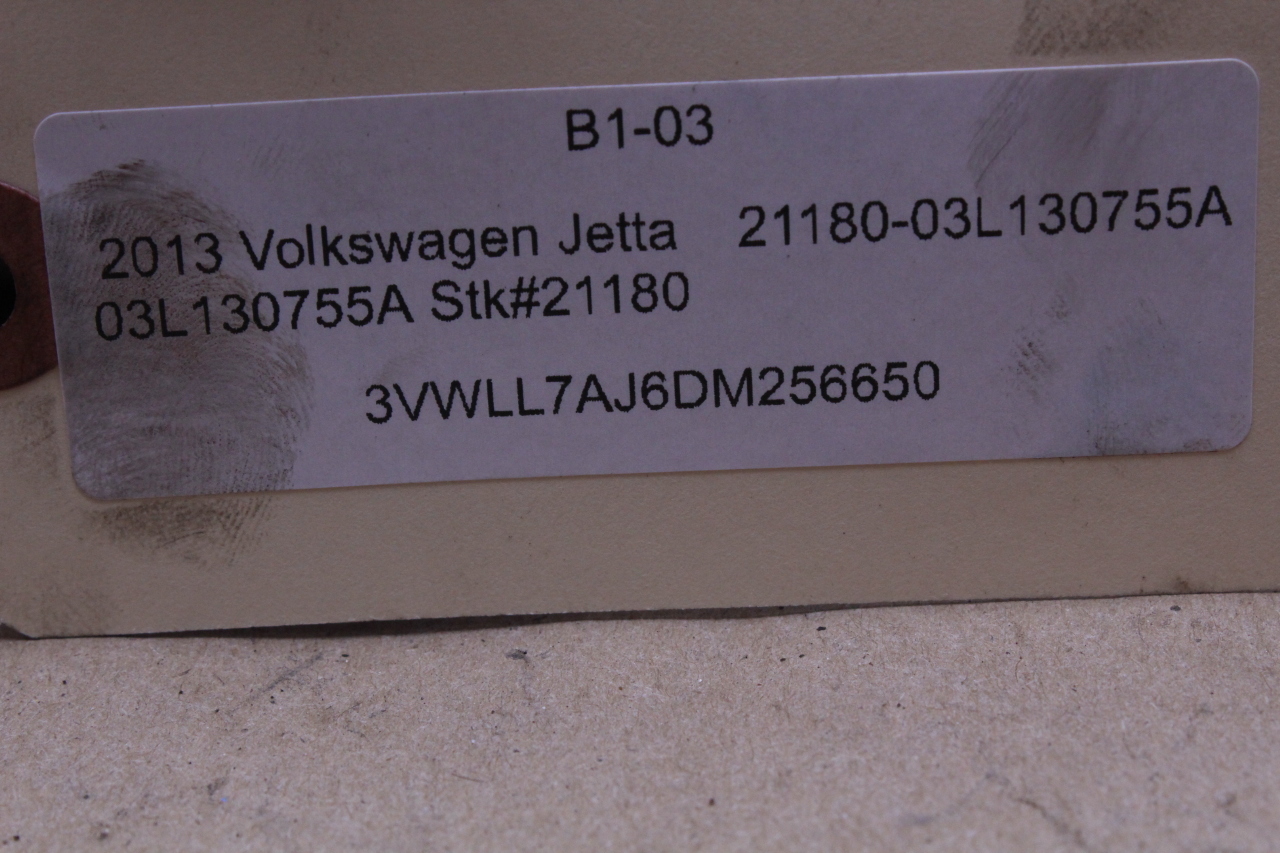 B1-03
2013 Volkswagen Jetta 21180-03L130755A
03L130755A Stk#21180
3VWLL7AJ6DM256650